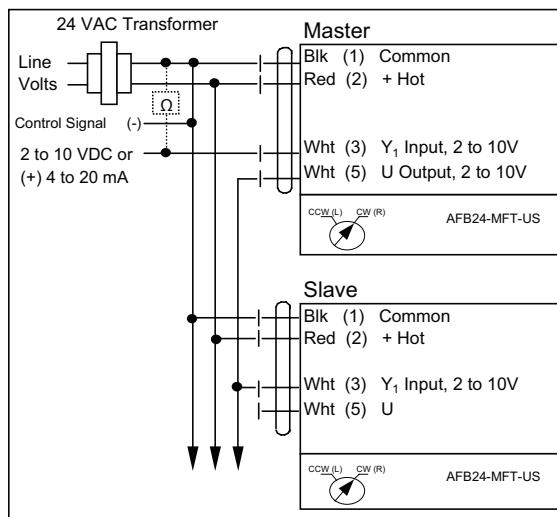 24 VAC Transformer
Line
Volts
Ω
Control Signal (-)
2 to 10 VDC or
(+) 4 to 20 mA
Master
Blk (1) Common
Red (2) + Hot
Wht (3) Y₁ Input, 2 to 10V
Wht (5) U Output, 2 to 10V
CCW (L) CW (R)
AFB24-MFT-US
Slave
Blk (1) Common
Red (2) + Hot
Wht (3) Y₁ Input, 2 to 10V
Wht (5) U
CCW (L) CW (R)
AFB24-MFT-US